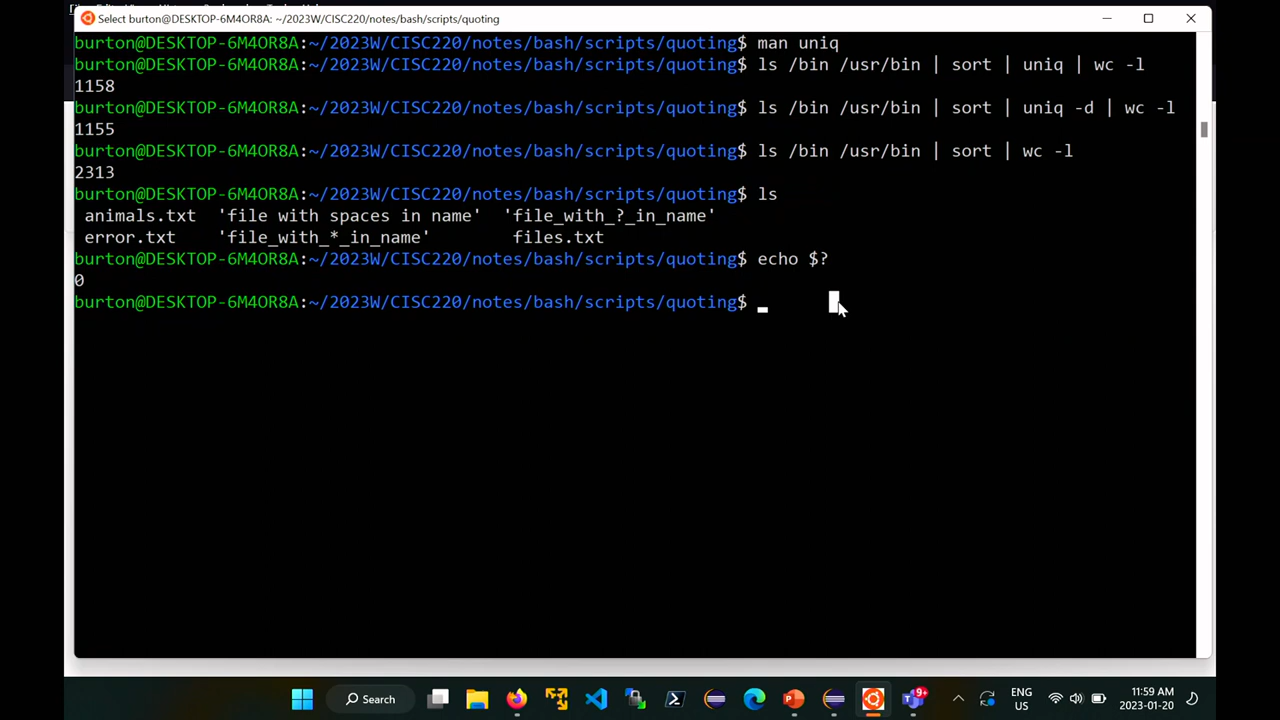 Select burton@DESKTOP-6M4OR8A: ~/2023W/CISC220/notes/bash/scripts/quoting
burton@DESKTOP-6M4OR8A:~/2023W/CISC220/notes/bash/scripts/quoting$ man uniq
burton@DESKTOP-6M4OR8A:~/2023W/CISC220/notes/bash/scripts/quoting$ ls /bin /usr/bin | sort | uniq | wc -l
1158
burton@DESKTOP-6M4OR8A:~/2023W/CISC220/notes/bash/scripts/quoting$ ls /bin /usr/bin | sort | uniq -d | wc -l
1155
burton@DESKTOP-6M4OR8A:~/2023W/CISC220/notes/bash/scripts/quoting$ ls /bin /usr/bin | sort | wc -l
2313
burton@DESKTOP-6M4OR8A:~/2023W/CISC220/notes/bash/scripts/quoting$ ls
animals.txt 'file with spaces in name' 'file_with_?_in_name'
error.txt 'file_with_*_in_name' files.txt
burton@DESKTOP-6M4OR8A:~/2023W/CISC220/notes/bash/scripts/quoting$ echo $?
0
burton@DESKTOP-6M4OR8A:~/2023W/CISC220/notes/bash/scripts/quoting$
Search
9+
ENG
US
11:59 AM
2023-01-20